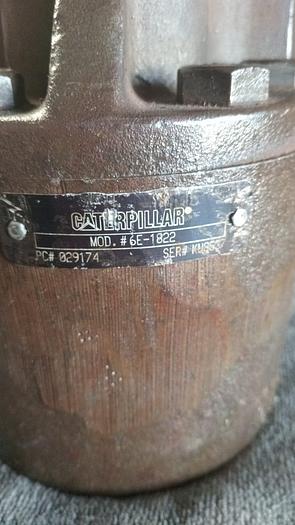 CATERPILLAR
MOD. # 6E-1822
PC# 029174 SER#